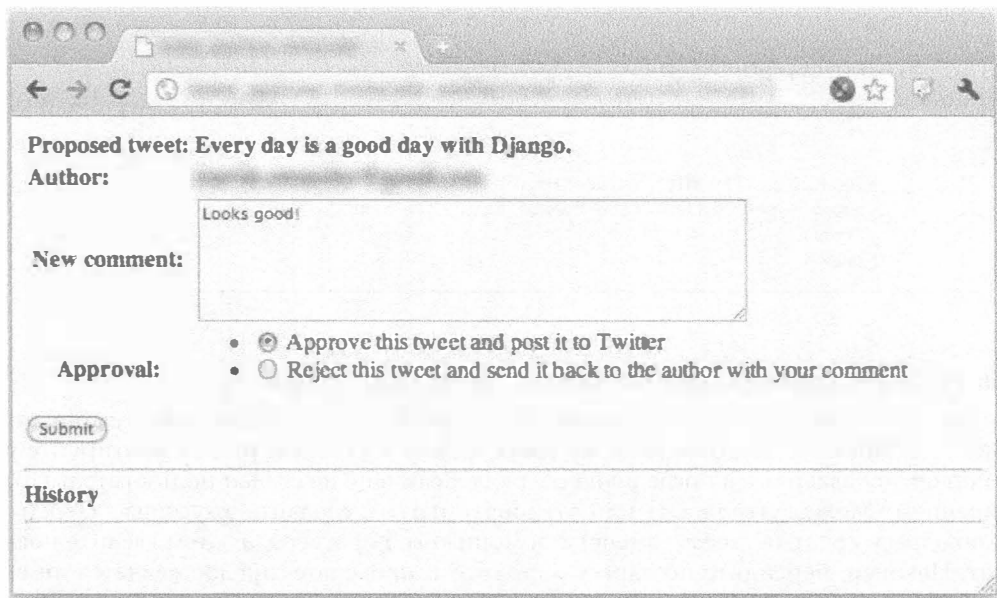 Proposed tweet: Every day is a good day with Django.
Author:
New comment:
Looks good!
Approval:
Approve this tweet and post it to Twitter
Reject this tweet and send it back to the author with your comment
Submit
History